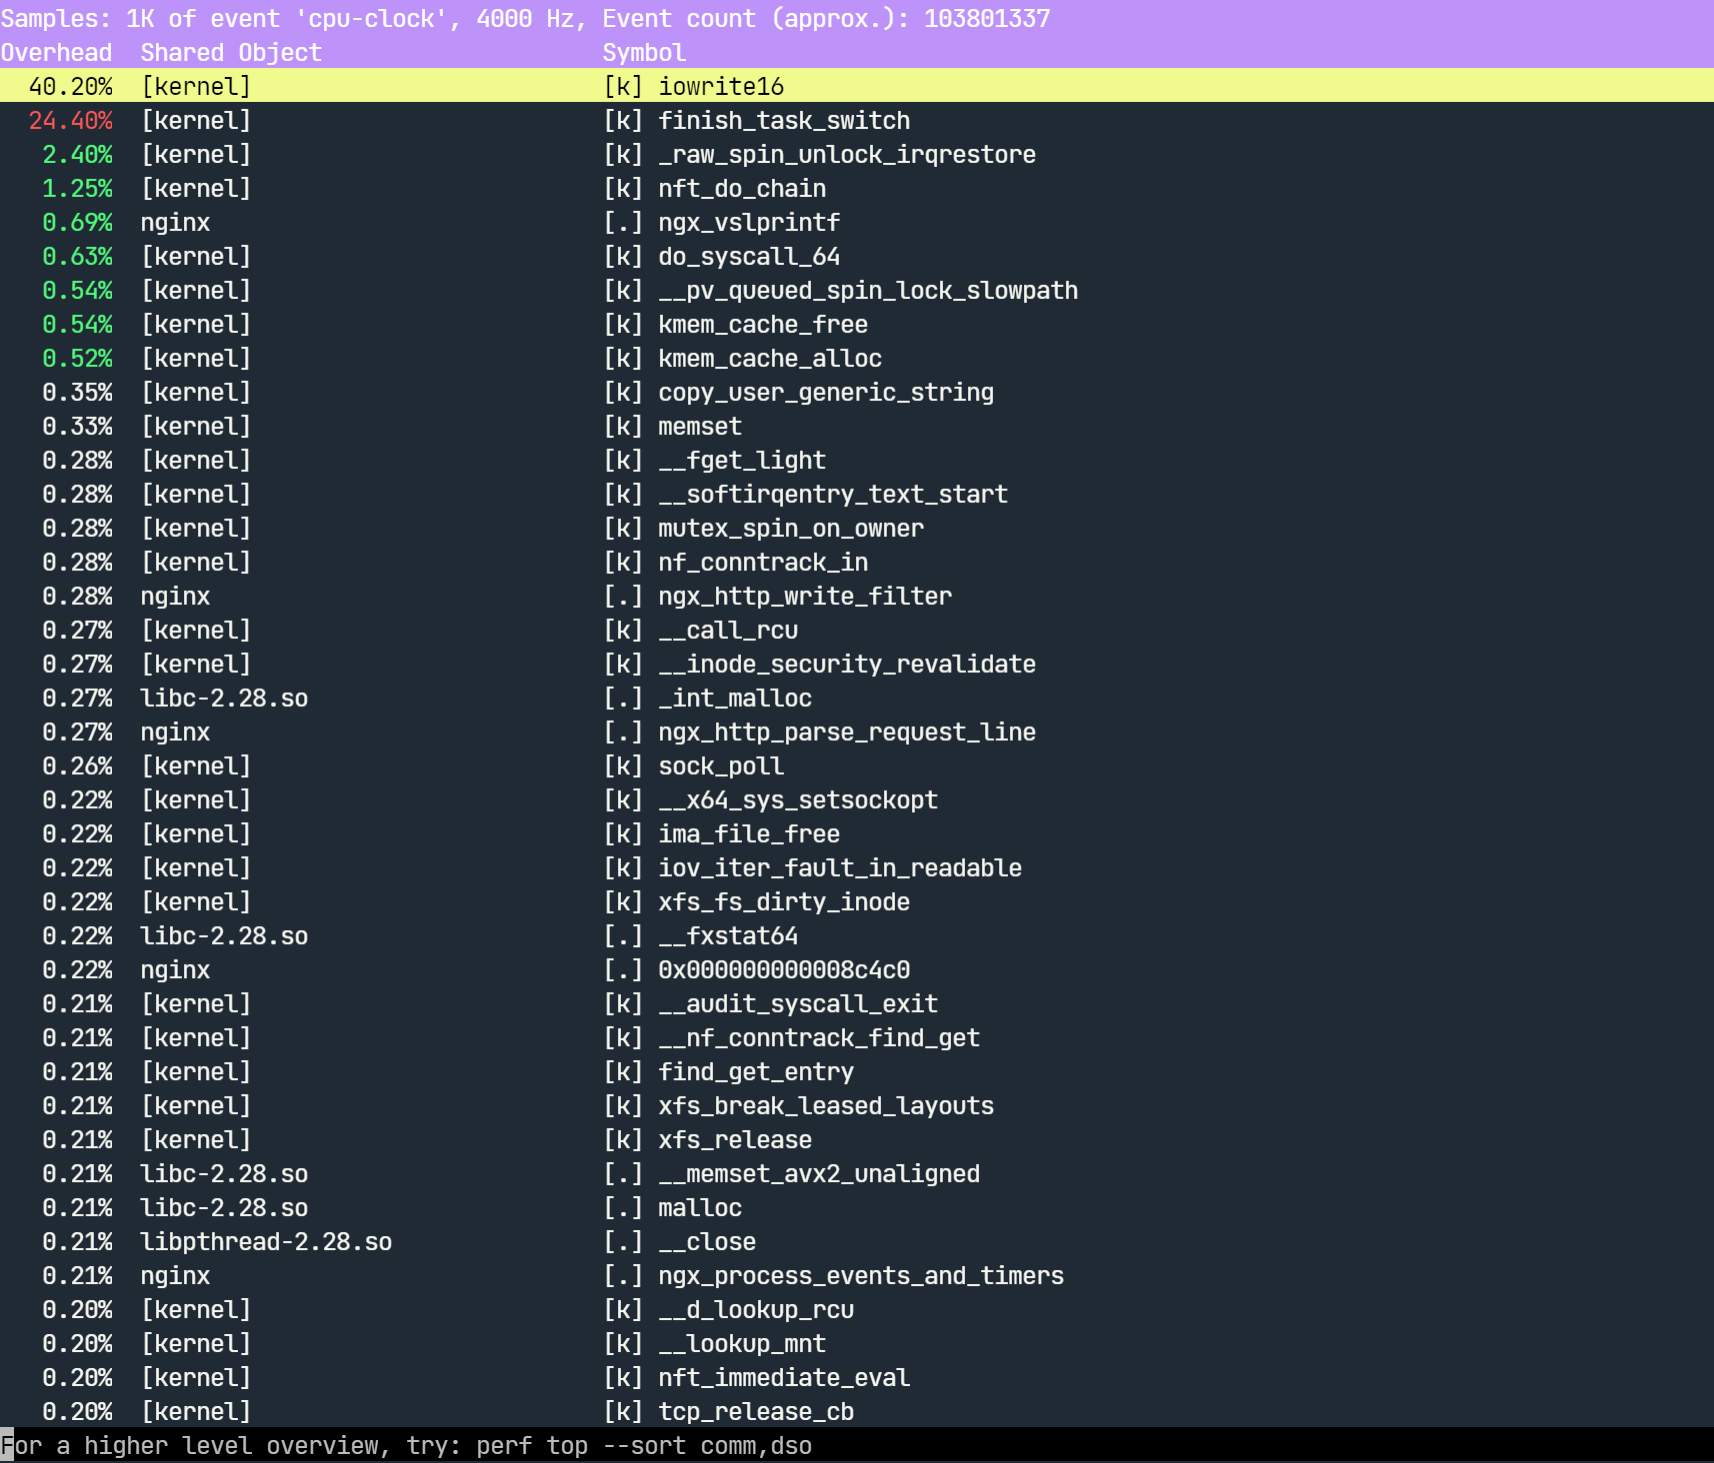 Samples: 1K of event 'cpu-clock', 4000 Hz, Event count (approx.): 103801337
Overhead  Shared Object                    Symbol
  40.20%  [kernel]                         [k] iowrite16
  24.40%  [kernel]                         [k] finish_task_switch
   2.40%  [kernel]                         [k] _raw_spin_unlock_irqrestore
   1.25%  [kernel]                         [k] nft_do_chain
   0.69%  nginx                            [.] ngx_vslprintf
   0.63%  [kernel]                         [k] do_syscall_64
   0.54%  [kernel]                         [k] __pv_queued_spin_lock_slowpath
   0.54%  [kernel]                         [k] kmem_cache_free
   0.52%  [kernel]                         [k] kmem_cache_alloc
   0.35%  [kernel]                         [k] copy_user_generic_string
   0.33%  [kernel]                         [k] memset
   0.28%  [kernel]                         [k] __fget_light
   0.28%  [kernel]                         [k] __softirqentry_text_start
   0.28%  [kernel]                         [k] mutex_spin_on_owner
   0.28%  [kernel]                         [k] nf_conntrack_in
   0.28%  nginx                            [.] ngx_http_write_filter
   0.27%  [kernel]                         [k] __call_rcu
   0.27%  [kernel]                         [k] __inode_security_revalidate
   0.27%  libc-2.28.so                     [.] _int_malloc
   0.27%  nginx                            [.] ngx_http_parse_request_line
   0.26%  [kernel]                         [k] sock_poll
   0.22%  [kernel]                         [k] __x64_sys_setsockopt
   0.22%  [kernel]                         [k] ima_file_free
   0.22%  [kernel]                         [k] iov_iter_fault_in_readable
   0.22%  [kernel]                         [k] xfs_fs_dirty_inode
   0.22%  libc-2.28.so                     [.] __fxstat64
   0.22%  nginx                            [.] 0x000000000008c4c0
   0.21%  [kernel]                         [k] __audit_syscall_exit
   0.21%  [kernel]                         [k] __nf_conntrack_find_get
   0.21%  [kernel]                         [k] find_get_entry
   0.21%  [kernel]                         [k] xfs_break_leased_layouts
   0.21%  [kernel]                         [k] xfs_release
   0.21%  libc-2.28.so                     [.] __memset_avx2_unaligned
   0.21%  libc-2.28.so                     [.] malloc
   0.21%  libpthread-2.28.so               [.] __close
   0.21%  nginx                            [.] ngx_process_events_and_timers
   0.20%  [kernel]                         [k] __d_lookup_rcu
   0.20%  [kernel]                         [k] __lookup_mnt
   0.20%  [kernel]                         [k] nft_immediate_eval
   0.20%  [kernel]                         [k] tcp_release_cb
For a higher level overview, try: perf top --sort comm,dso